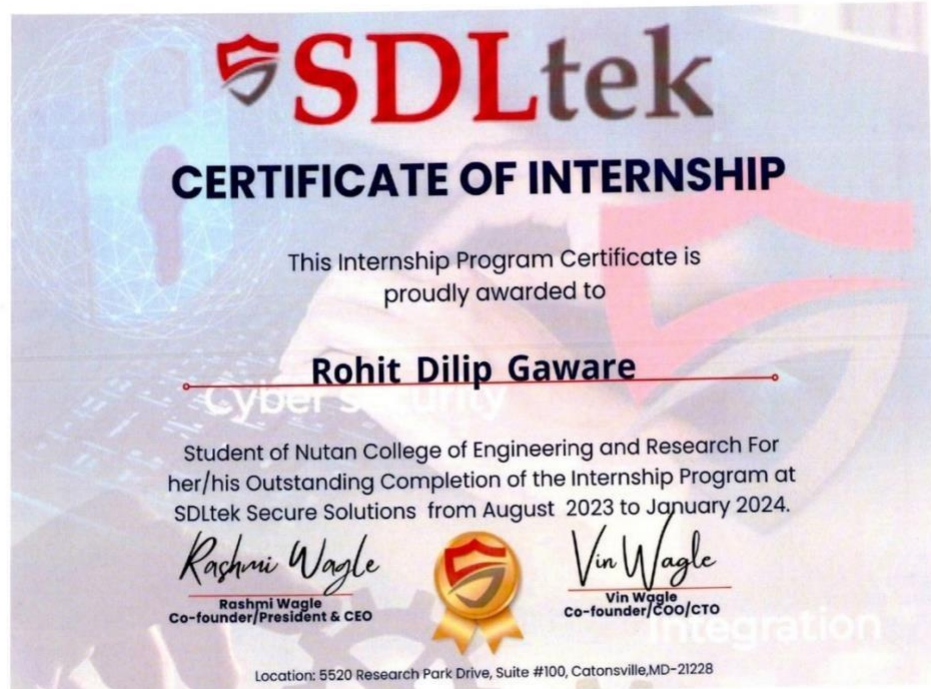 SDLtek
CERTIFICATE OF INTERNSHIP
This Internship Program Certificate is
proudly awarded to
Rohit Dilip Gaware
Cyber Security
Student of Nutan College of Engineering and Research For
her/his Outstanding Completion of the Internship Program at
SDLtek Secure Solutions from August 2023 to January 2024.
Rashmi Wagle
Vin Wagle
Rashmi Wagle
Co-founder/President & CEO
Vin Wagle
Co-founder/COO/CTO
Integration
Location: 5520 Research Park Drive, Suite #100, Catonsville,MD-21228